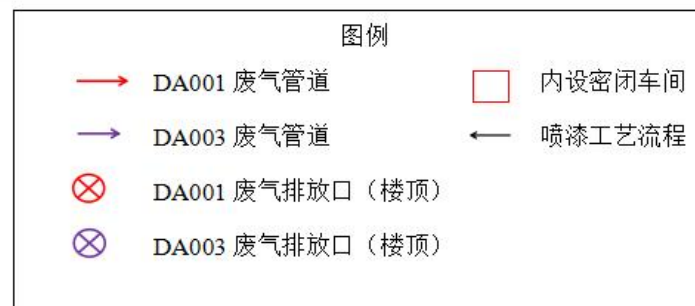 图例
DA001 废气管道 内设密闭车间
DA003 废气管道 喷漆工艺流程
DA001 废气排放口（楼顶）
DA003 废气排放口（楼顶）